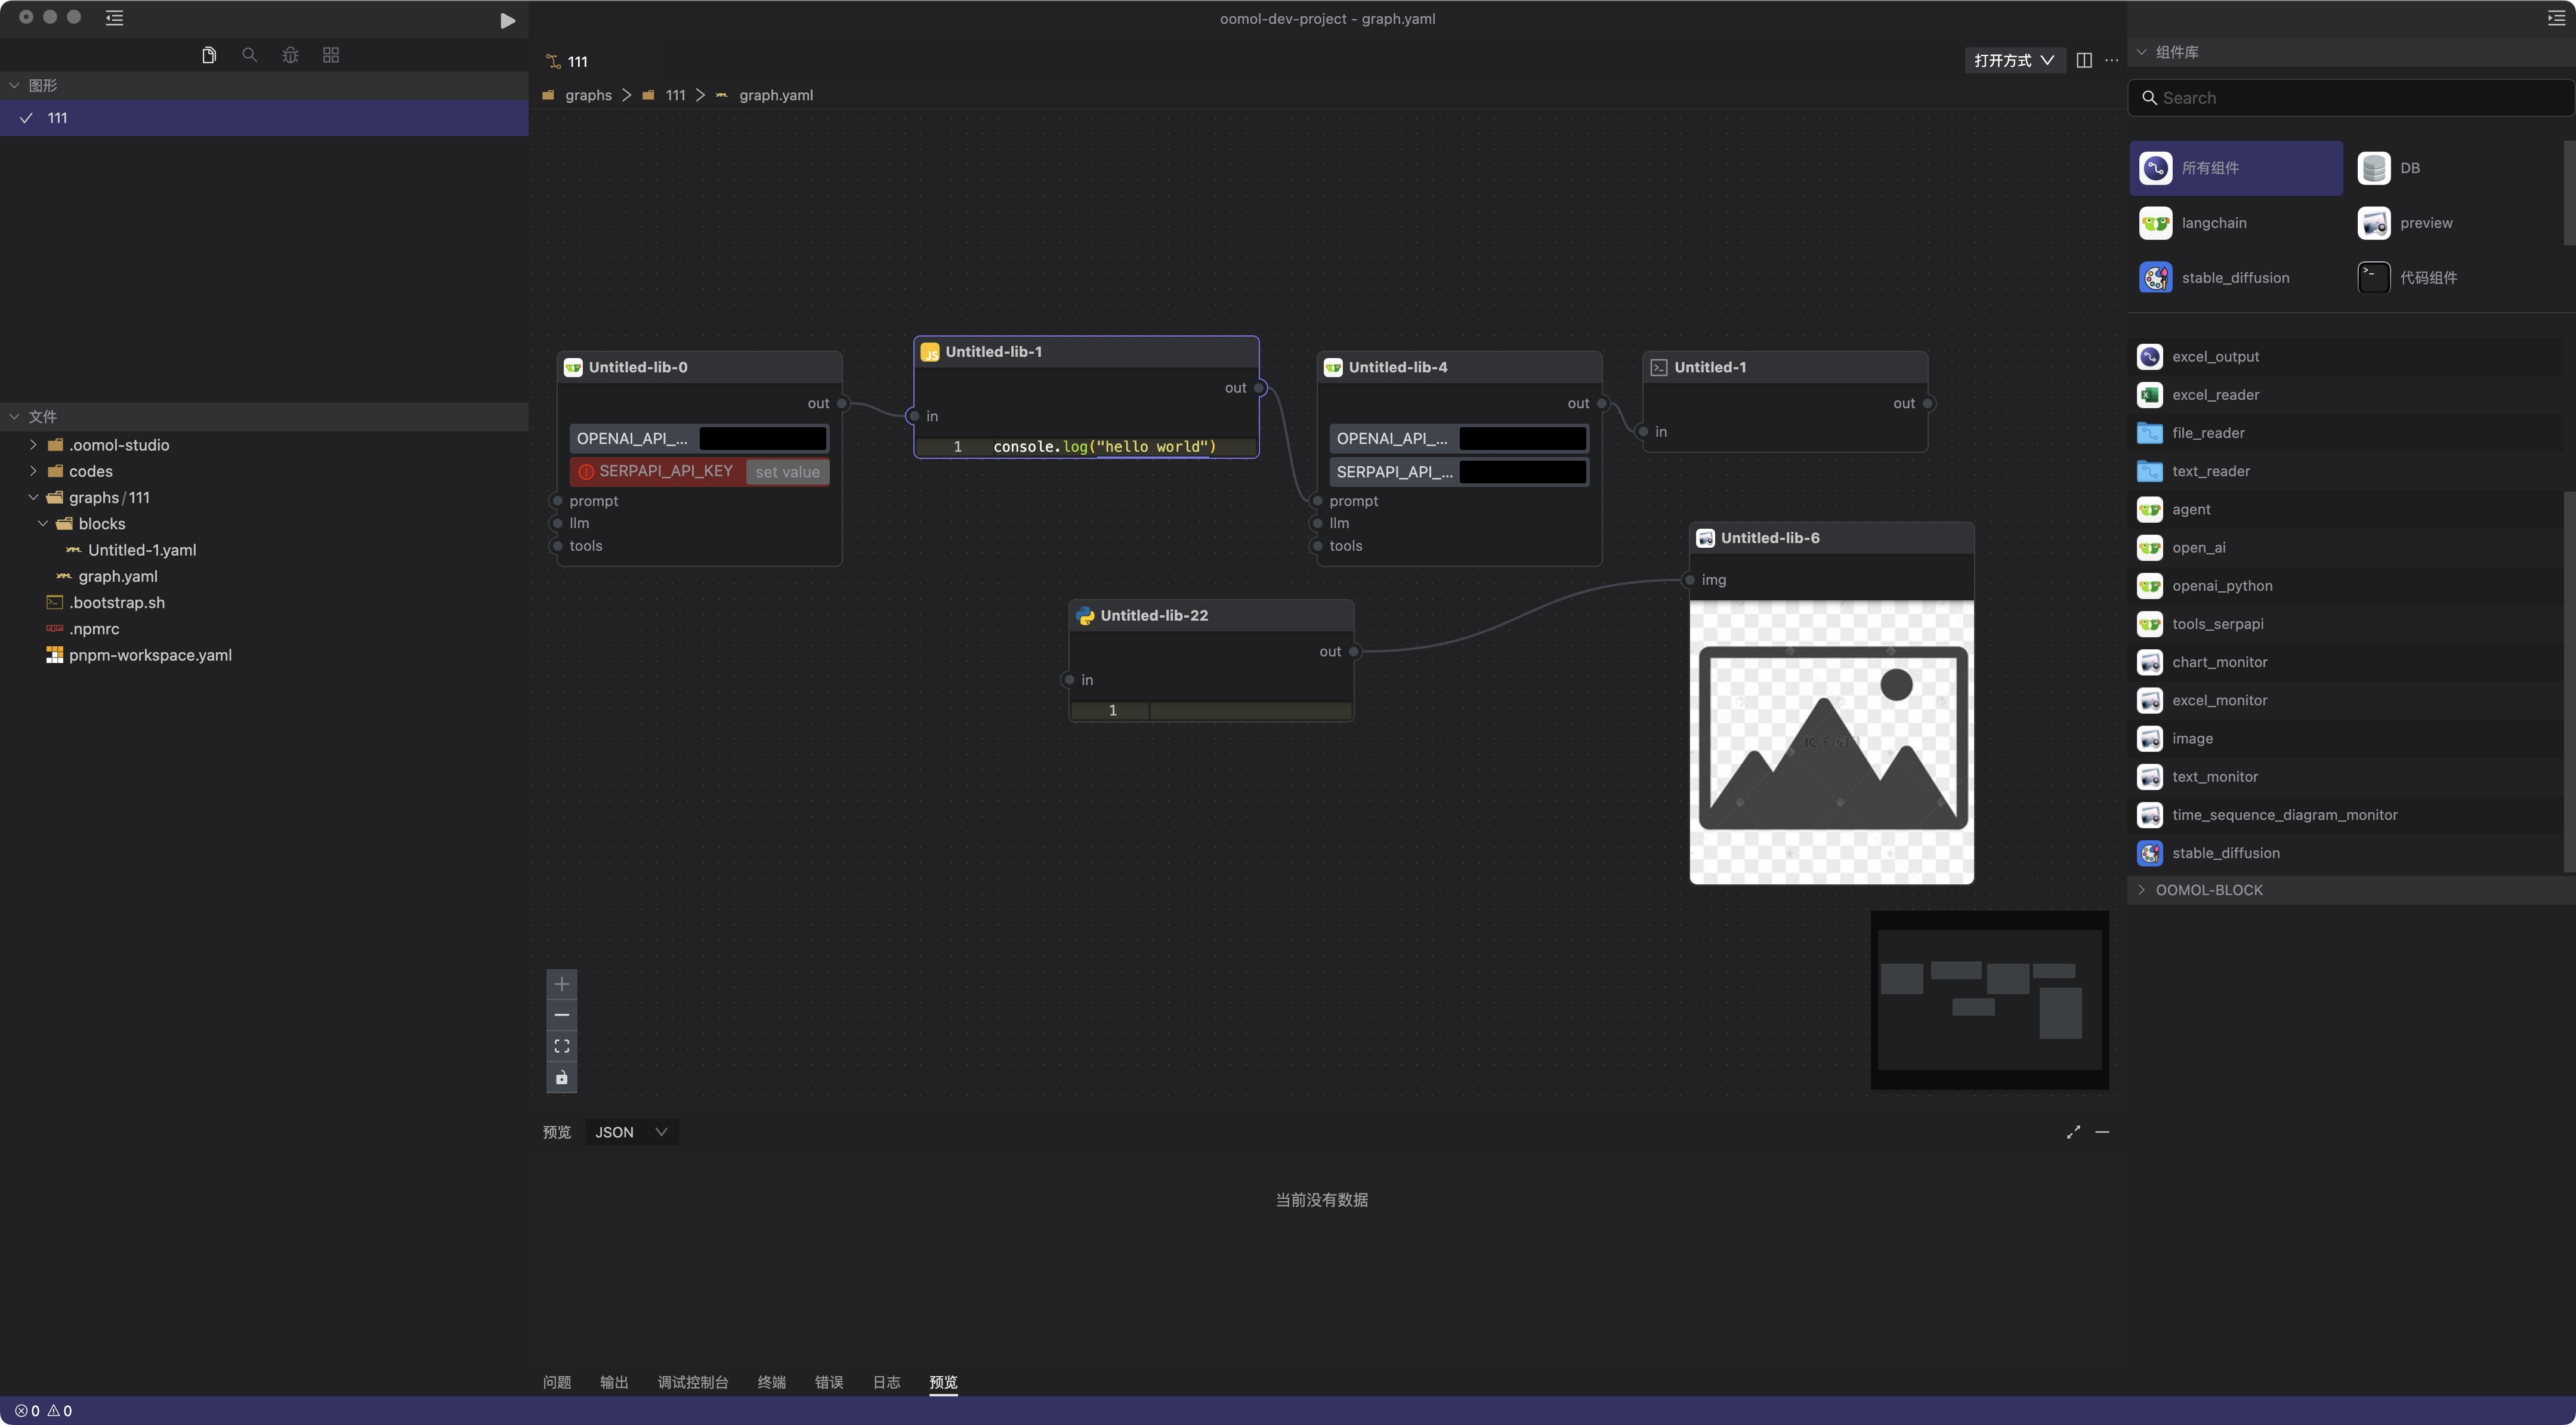 oomol-dev-project - graph.yaml
图形
111
文件
.oomol-studio
codes
graphs/111
blocks
Untitled-1.yaml
graph.yaml
.bootstrap.sh
.npmrc
pnpm-workspace.yaml
111
打开方式
graphs
111
graph.yaml
Untitled-lib-0
out
OPENAI_API_...
SERPAPI_API_KEY
set value
prompt
llm
tools
JS
Untitled-lib-1
out
in
1 console.log("hello world")
Untitled-lib-4
out
OPENAI_API_...
SERPAPI_API_...
prompt
llm
tools
Untitled-1
out
in
Untitled-lib-22
out
in
1
Untitled-lib-6
img
预览
JSON
当前没有数据
问题
输出
调试控制台
终端
错误
日志
预览
0
0
组件库
Search
所有组件
DB
langchain
preview
stable_diffusion
代码组件
excel_output
excel_reader
file_reader
text_reader
agent
open_ai
openai_python
tools_serpapi
chart_monitor
excel_monitor
image
text_monitor
time_sequence_diagram_monitor
stable_diffusion
OOMOL-BLOCK